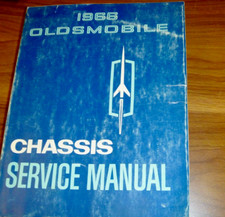 1966
OLDSMOBILE
CHASSIS
SERVICE MANUAL